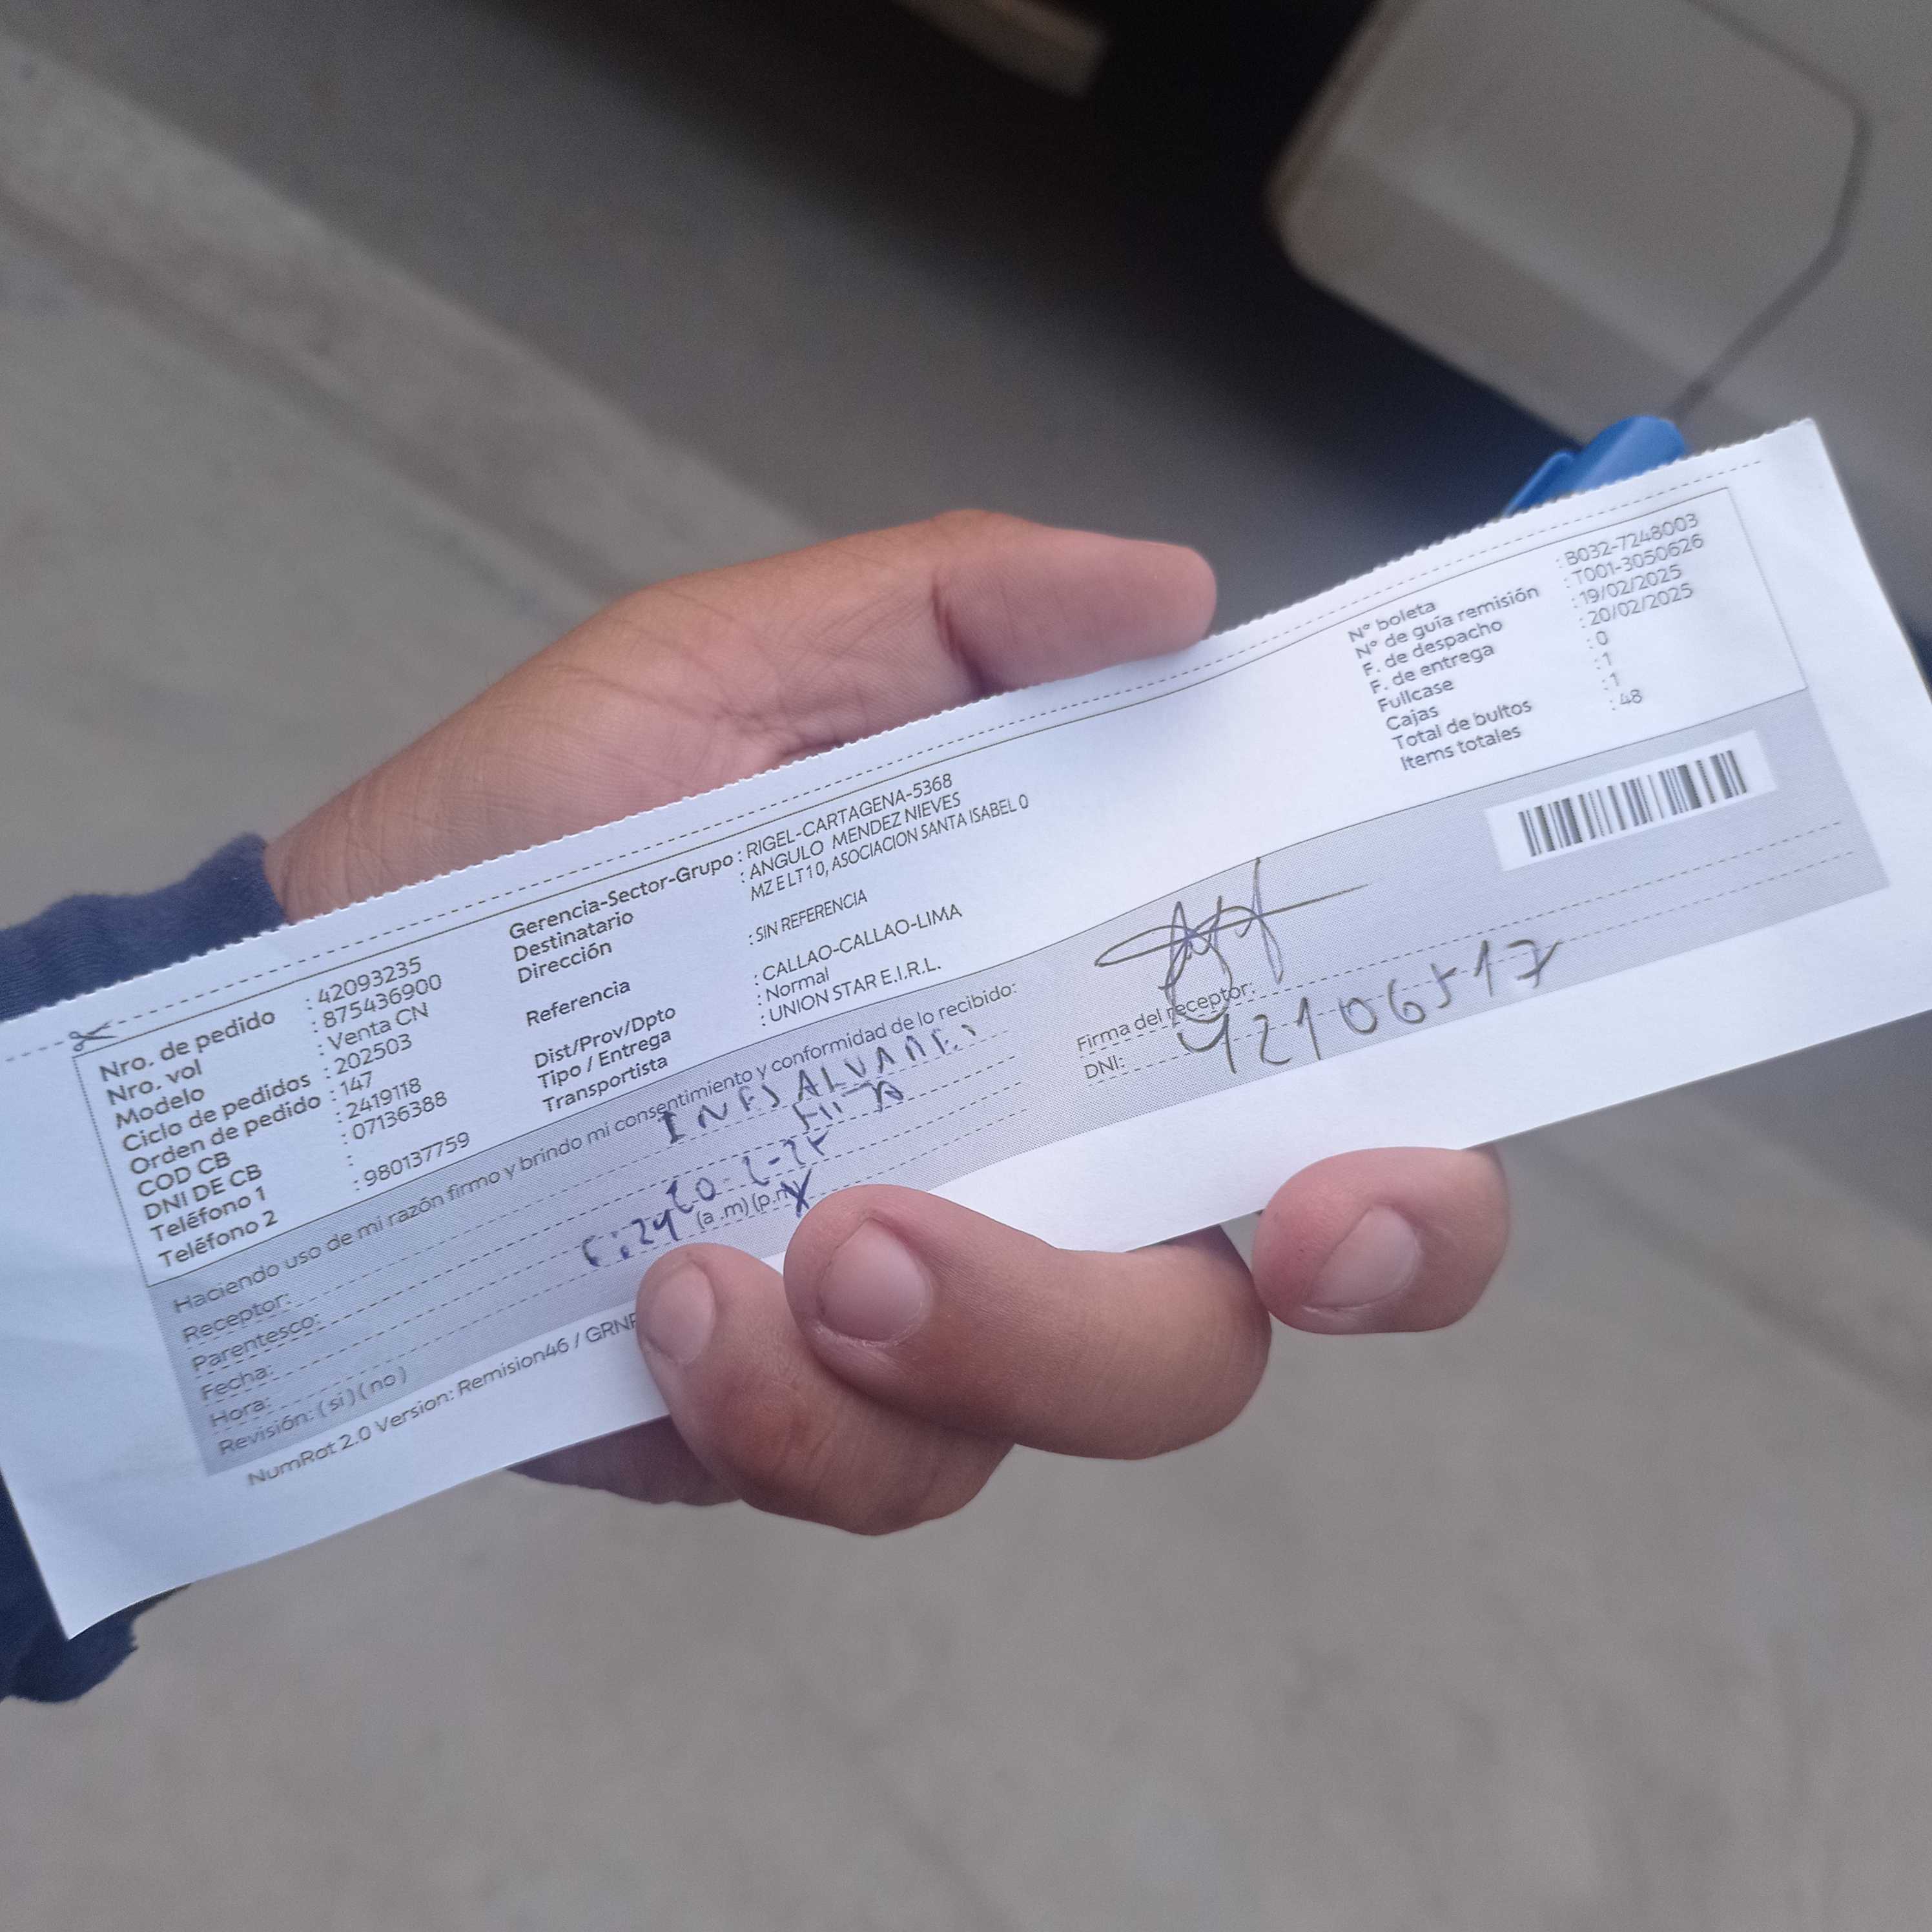 Nro. de pedido : 42093235
Nro. vol : 875436900
Modelo : Venta CN
Ciclo de pedidos : 202503
Orden de pedido : 147
COD CB : 2419118
DNI DE CB : 07136388
Teléfono 1 :
Teléfono 2 : 980137759
Gerencia-Sector-Grupo : RIGEL-CARTAGENA-5368
Destinatario : ANGULO MENDEZ NIEVES
Dirección MZ E LT 10, ASOCIACION SANTA ISABEL 0
Referencia : SIN REFERENCIA
Dist/Prov/Dpto : CALLAO-CALLAO-LIMA
Tipo / Entrega : Normal
Transportista : UNION STAR E.I.R.L.
N° boleta : B032-7248003
N° de guía remisión : T001-3050626
F. de despacho : 19/02/2025
F. de entrega : 20/02/2025
Fullcase : 0
Cajas : 1
Total de bultos : 1
Items totales : 48
Haciendo uso de mi razón firmo y brindo mi consentimiento y conformidad de lo recibido:
Receptor: INES
Parentesco:
Fecha:
Hora: (a .m) (p.m
Revisión: ( si ) ( no )
Firma del receptor:
DNI: 42106517
NumRot 2.0 Version: Remision46 / GRNF